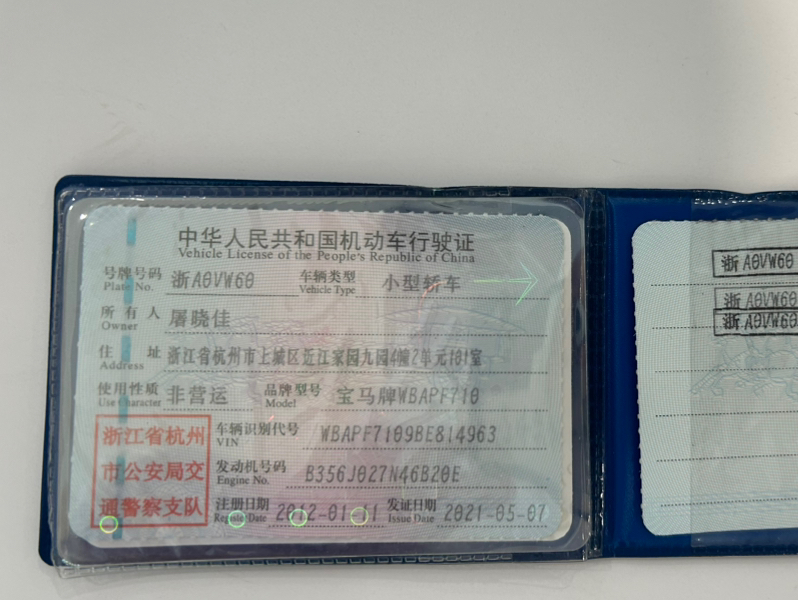 中华人民共和国机动车行驶证
Vehicle License of the People's Republic of China
号牌号码 浙A0VW60 车辆类型 小型轿车
Plate No. Vehicle Type
所有人 屠晓佳
Owner
住址 浙江省杭州市上城区近江家园九园4幢2单元101室
Address
使用性质 非营运 品牌型号 宝马牌WBAPF710
Use Character Model
浙江省杭州
市公安局交
通警察支队
车辆识别代号 WBAPF7109BE814963
VIN
发动机号码 B356J027N46B20E
Engine No.
注册日期 2012-01-11 发证日期 2021-05-07
Register Date Issue Date
浙A0VW60
浙A0VW60
浙A0VW60